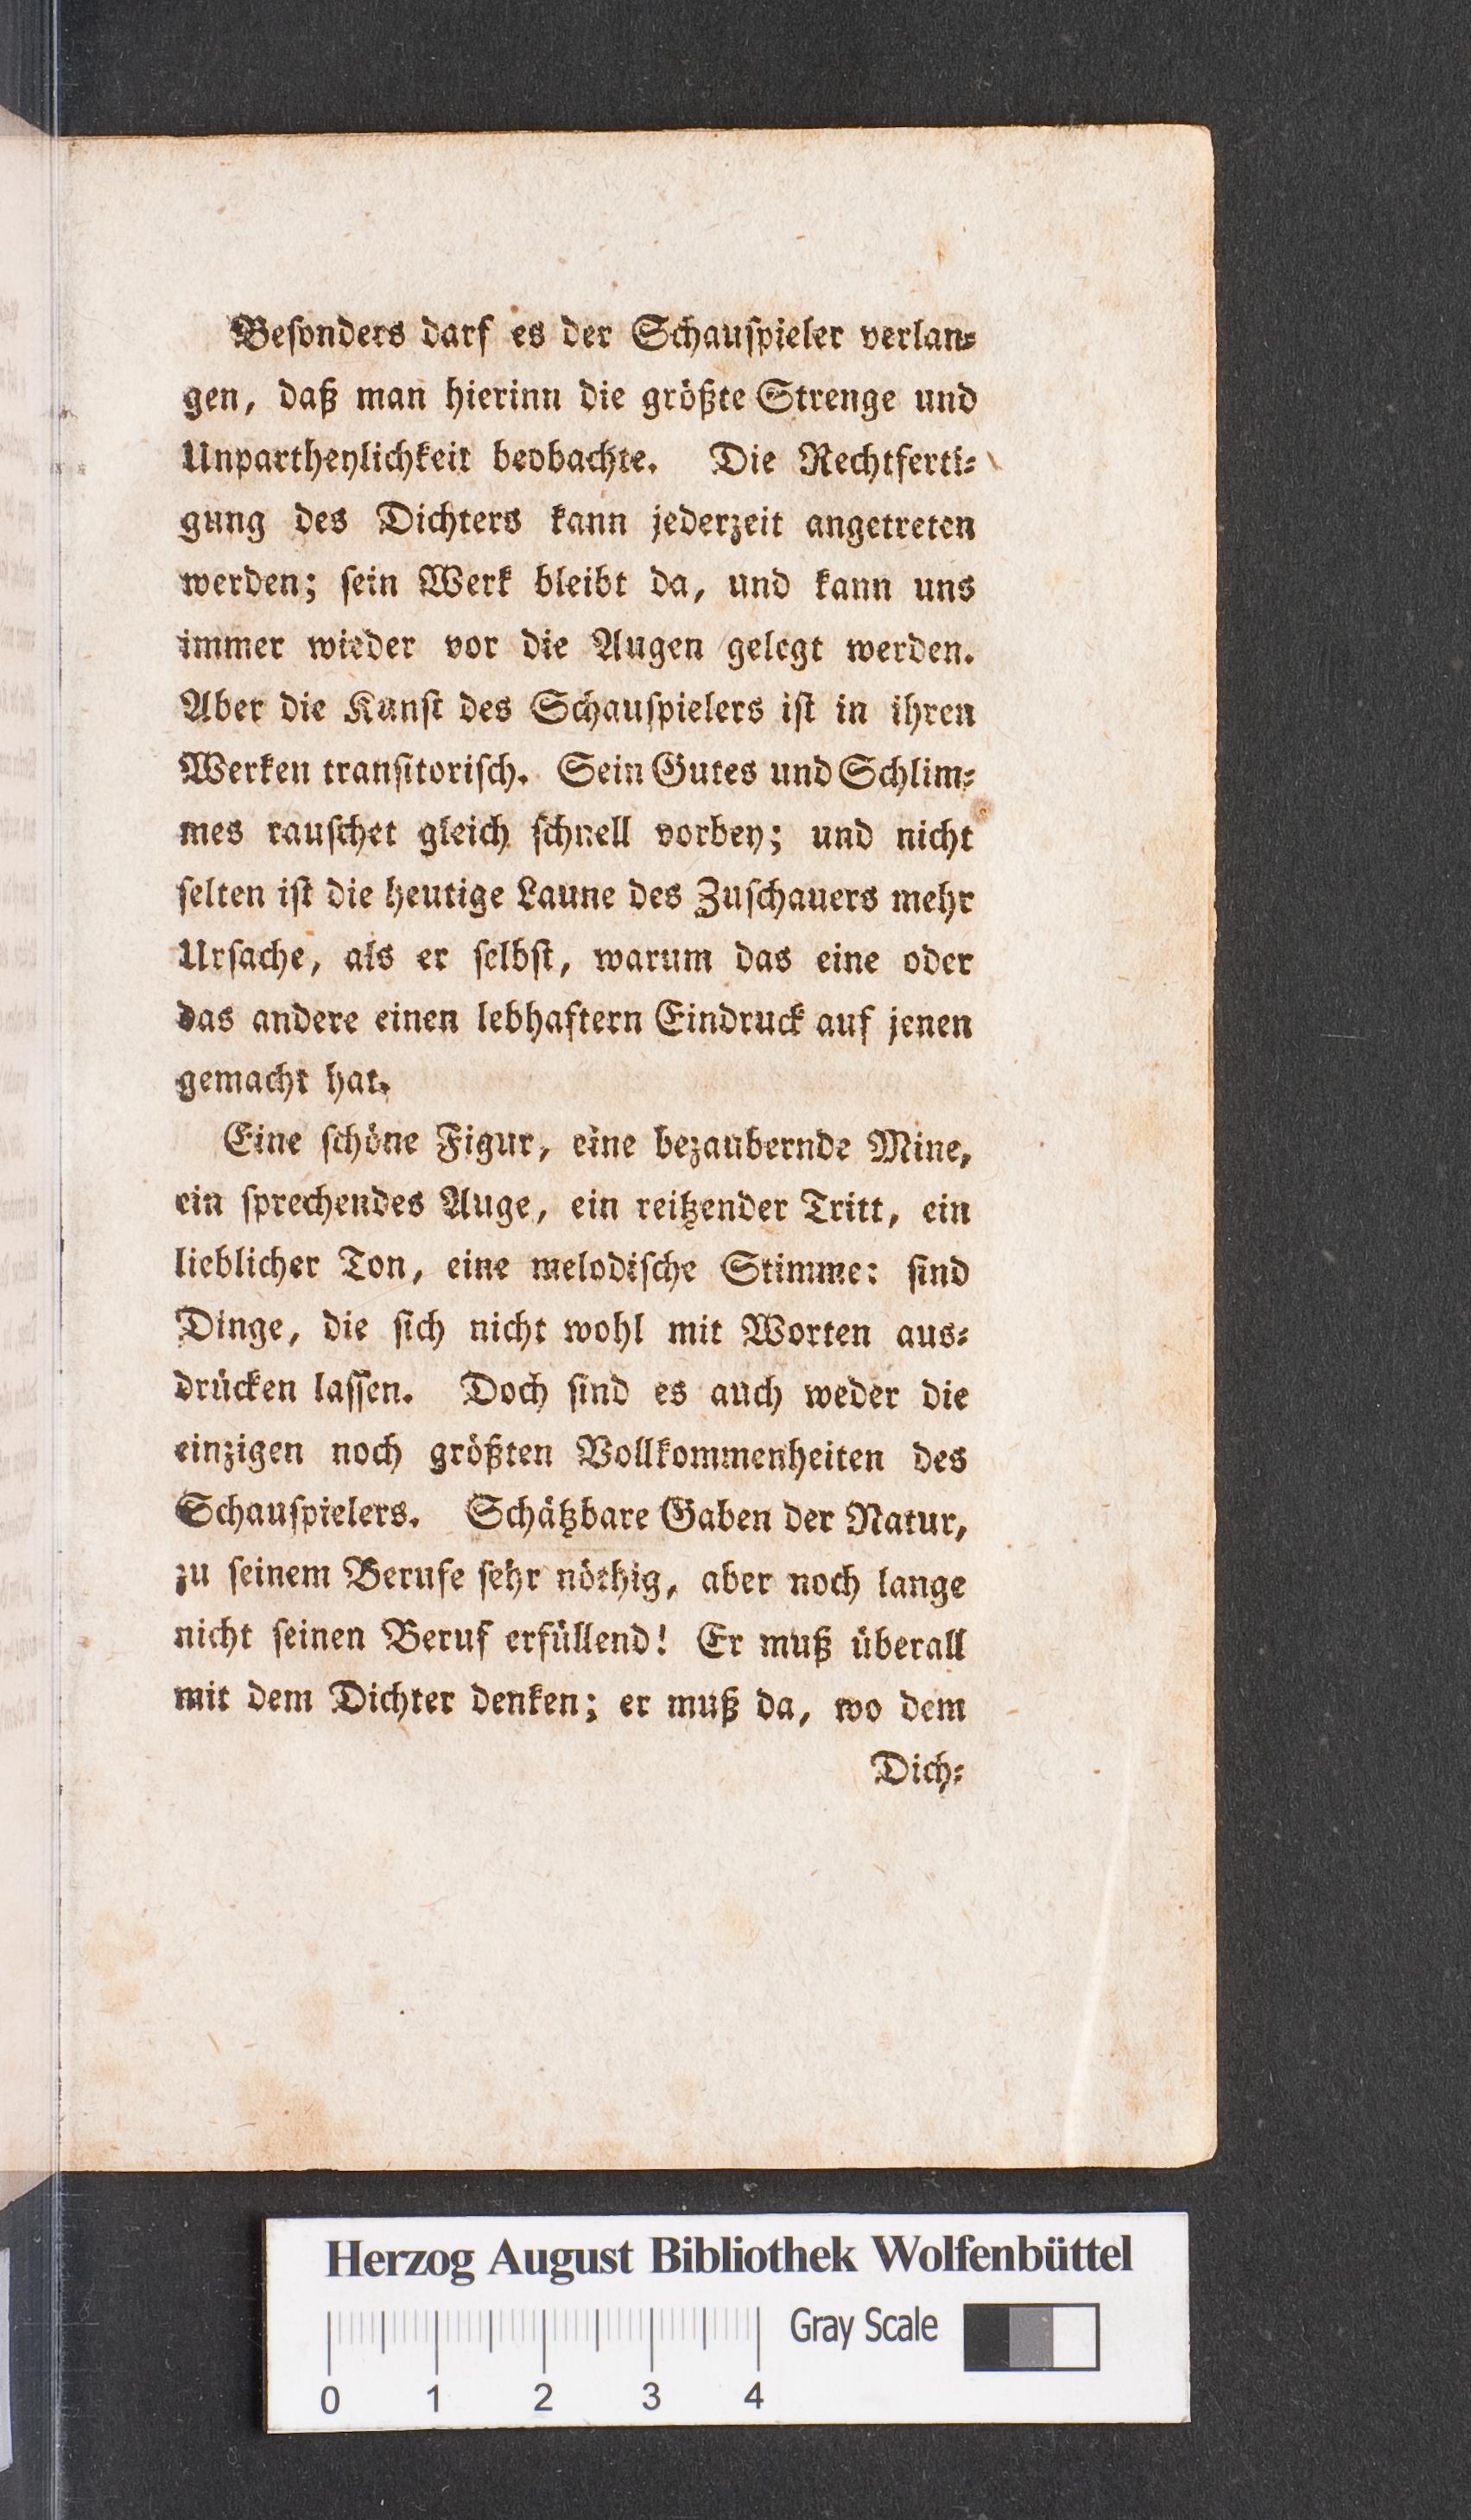 Beſonders darf es der Schauſpieler verlan⸗
gen, daß man hierinn die größte Strenge und
Unpartheylichkeit beobachte. Die Rechtferti⸗
gung des Dichters kann jederzeit angetreten
werden; ſein Werk bleibt da, und kann uns
immer wieder vor die Augen gelegt werden.
Aber die Kunſt des Schauſpielers iſt in ihren
Werken tranſitoriſch. Sein Gutes und Schlim⸗
mes rauſchet gleich ſchnell vorbey; und nicht
ſelten iſt die heutige Laune des Zuſchauers mehr
Urſache, als er ſelbſt, warum das eine oder
das andere einen lebhaftern Eindruck auf jenen
gemacht hat.
Eine ſchöne Figur, eine bezaubernde Mine,
ein ſprechendes Auge, ein reitzender Tritt, ein
lieblicher Ton, eine melodiſche Stimme: ſind
Dinge, die ſich nicht wohl mit Worten aus⸗
drücken laſſen. Doch ſind es auch weder die
einzigen noch größten Vollkommenheiten des
Schauſpielers. Schätzbare Gaben der Natur,
zu ſeinem Berufe ſehr nöthig, aber noch lange
nicht ſeinen Beruf erfüllend! Er muß überall
mit dem Dichter denken; er muß da, wo dem
Dich⸗
Herzog August Bibliothek Wolfenbüttel
Gray Scale
0 1 2 3 4